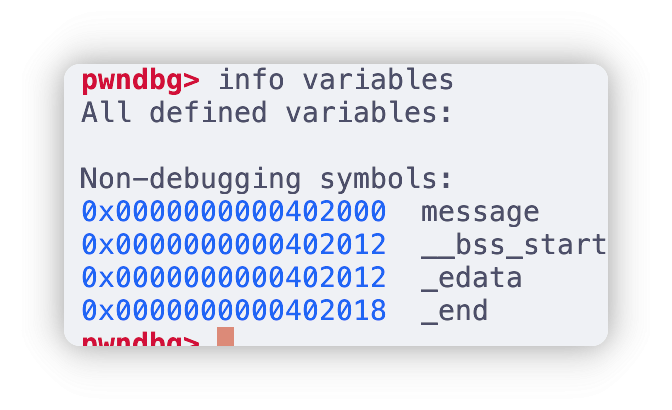 pwndbg> info variables
All defined variables:
Non-debugging symbols:
0x0000000000402000 message
0x0000000000402012 __bss_start
0x0000000000402012 _edata
0x0000000000402018 _end
pwndbg>